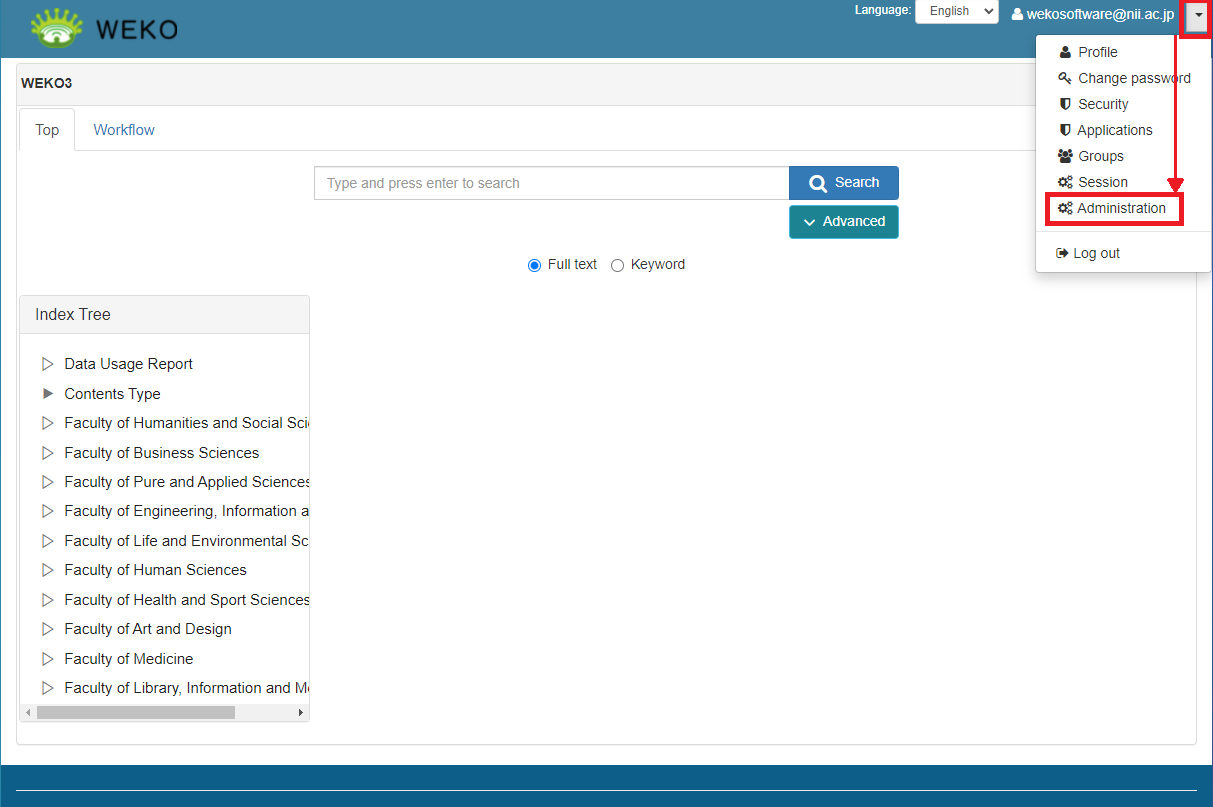 WEKO
Language: English wekosoftware@nii.ac.jp
Profile
Change password
Security
Applications
Groups
Session
Administration
Log out
WEKO3
Top Workflow
Type and press enter to search Search
Advanced
Full text Keyword
Index Tree
Data Usage Report
Contents Type
Faculty of Humanities and Social Sci
Faculty of Business Sciences
Faculty of Pure and Applied Sciences
Faculty of Engineering, Information a
Faculty of Life and Environmental Sc
Faculty of Human Sciences
Faculty of Health and Sport Sciences
Faculty of Art and Design
Faculty of Medicine
Faculty of Library, Information and M